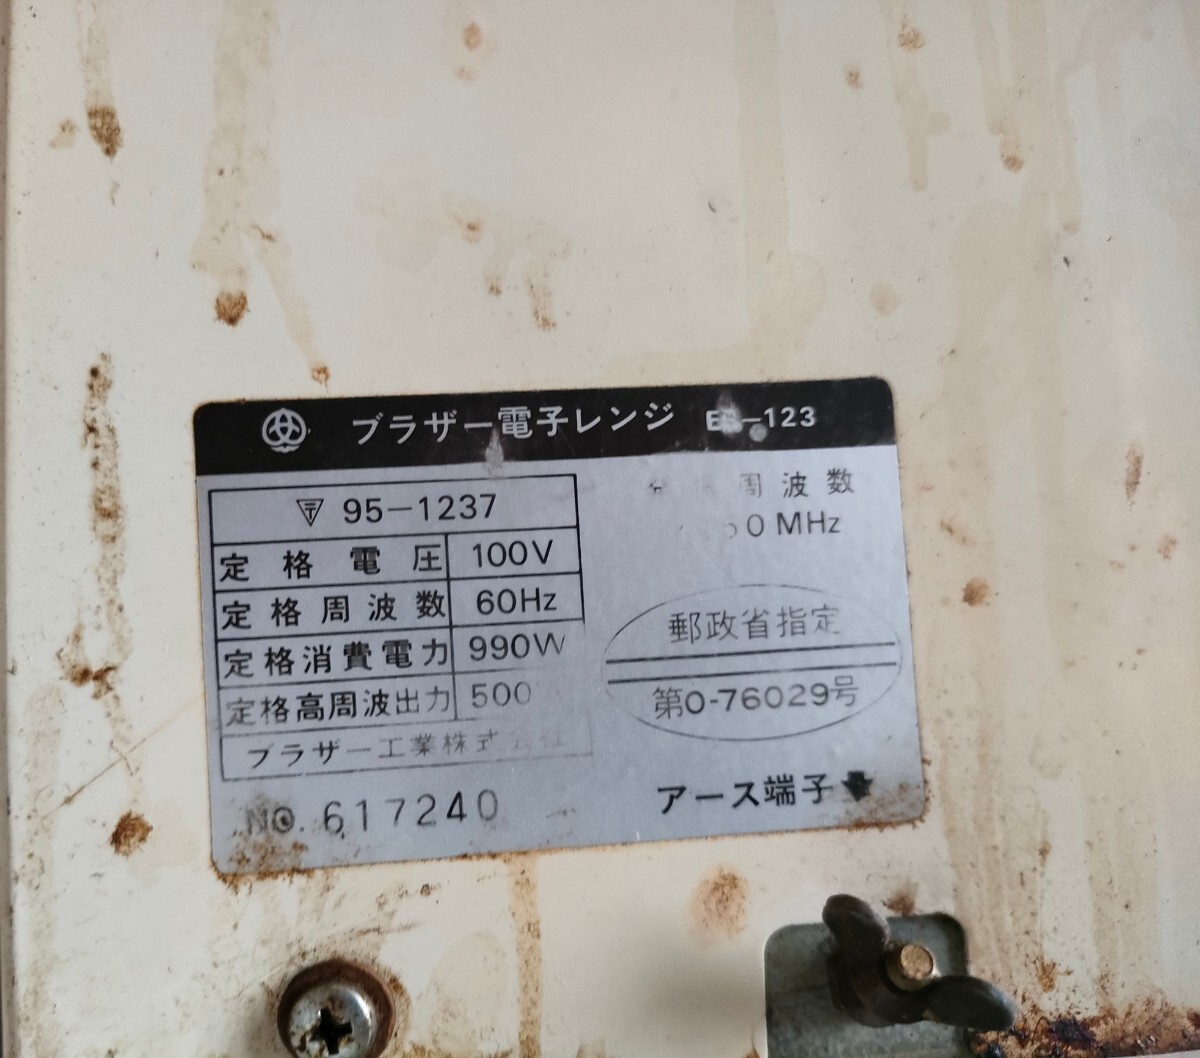 ブラザー電子レンジ
〒 95-1237
定格電圧 100V
定格周波数 60Hz
定格消費電力 990W
定格高周波出力 500
ブラザー工業株式会社
NO. 617240
周波数
0MHz
郵政省指定
第0-76029号
アース端子